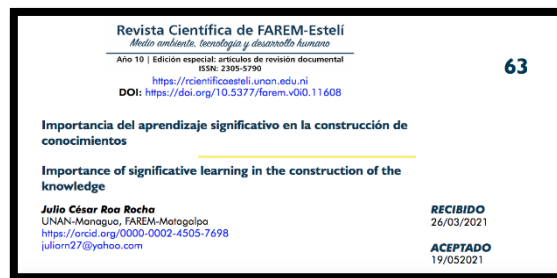 Revista Científica de FAREM-Estelí
Medio ambiente, tecnología y desarrollo humano
Año 10 | Edición especial: artículos de revisión documental
ISSN: 2305-5790
https://rcientificaesteli.unan.edu.ni
DOI: https://doi.org/10.5377/farem.v0i0.11608
63
Importancia del aprendizaje significativo en la construcción de
conocimientos
Importance of significative learning in the construction of the
knowledge
Julio César Roa Rocha
UNAN-Managua, FAREM-Matagalpa
https://orcid.org/0000-0002-4505-7698
juliorn27@yahoo.com
RECIBIDO
26/03/2021
ACEPTADO
19/052021